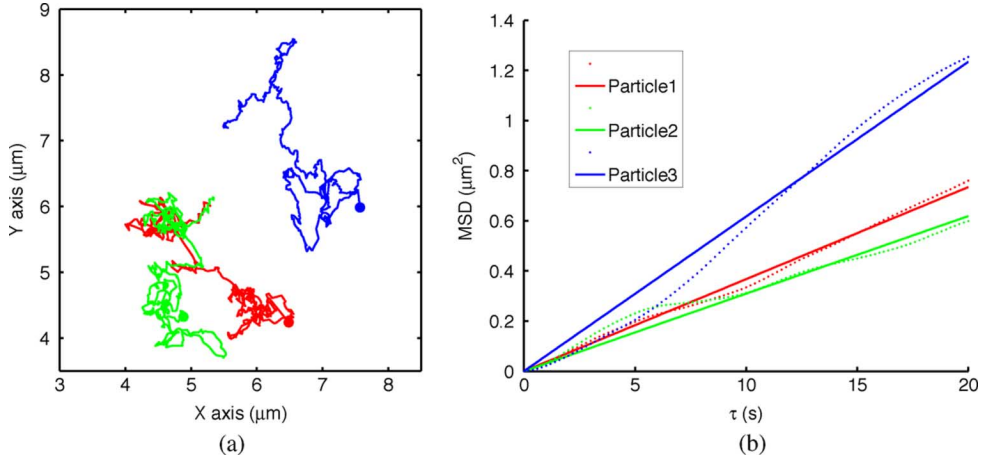 9
8
7
6
5
4
3
4
5
6
7
8
Y axis (μm)
X axis (μm)
(a)
1.4
1.2
1
0.8
0.6
0.4
0.2
0
0
5
10
15
20
MSD (μm²)
τ (s)
Particle1
Particle2
Particle3
(b)